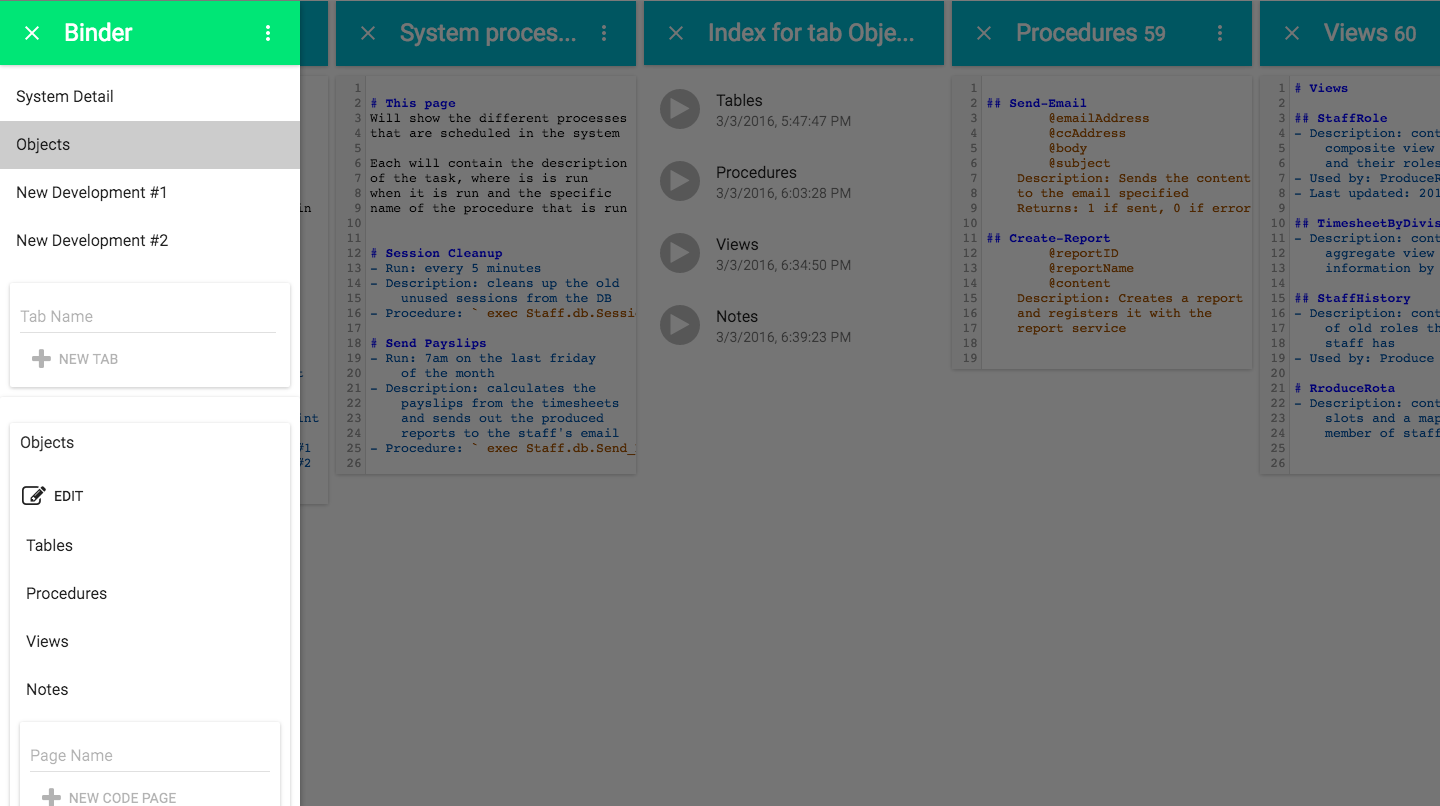 Binder
System Detail
Objects
New Development #1
New Development #2
Tab Name
NEW TAB
Objects
EDIT
Tables
Procedures
Views
Notes
Page Name
NEW CODE PAGE
in
t
int
#1
#2
System proces...
1
2 # This page
3 Will show the different processes
4 that are scheduled in the system
5
6 Each will contain the description
7 of the task, where is is run
8 when it is run and the specific
9 name of the procedure that is run
10
11
12 # Session Cleanup
13 - Run: every 5 minutes
14 - Description: cleans up the old
15 unused sessions from the DB
16 - Procedure: ` exec Staff.db.Sessi
17
18 # Send Payslips
19 - Run: 7am on the last friday
20 of the month
21 - Description: calculates the
22 payslips from the timesheets
23 and sends out the produced
24 reports to the staff's email
25 - Procedure: ` exec Staff.db.Send_
26
Index for tab Obje...
Tables
3/3/2016, 5:47:47 PM
Procedures
3/3/2016, 6:03:28 PM
Views
3/3/2016, 6:34:50 PM
Notes
3/3/2016, 6:39:23 PM
Procedures 59
1
2 ## Send-Email
3 @emailAddress
4 @ccAddress
5 @body
6 @subject
7 Description: Sends the content
8 to the email specified
9 Returns: 1 if sent, 0 if error
10
11 ## Create-Report
12 @reportID
13 @reportName
14 @content
15 Description: Creates a report
16 and registers it with the
17 report service
18
19
Views 60
1 # Views
2
3 ## StaffRole
4 - Description: cont
5 composite view
6 and their roles
7 - Used by: ProduceR
8 - Last updated: 201
9
10 ## TimesheetByDivis
11 - Description: cont
12 aggregate view
13 information by
14
15 ## StaffHistory
16 - Description: cont
17 of old roles th
18 staff has
19 - Used by: Produce
20
21 # RroduceRota
22 - Description: cont
23 slots and a map
24 member of staff
25
26